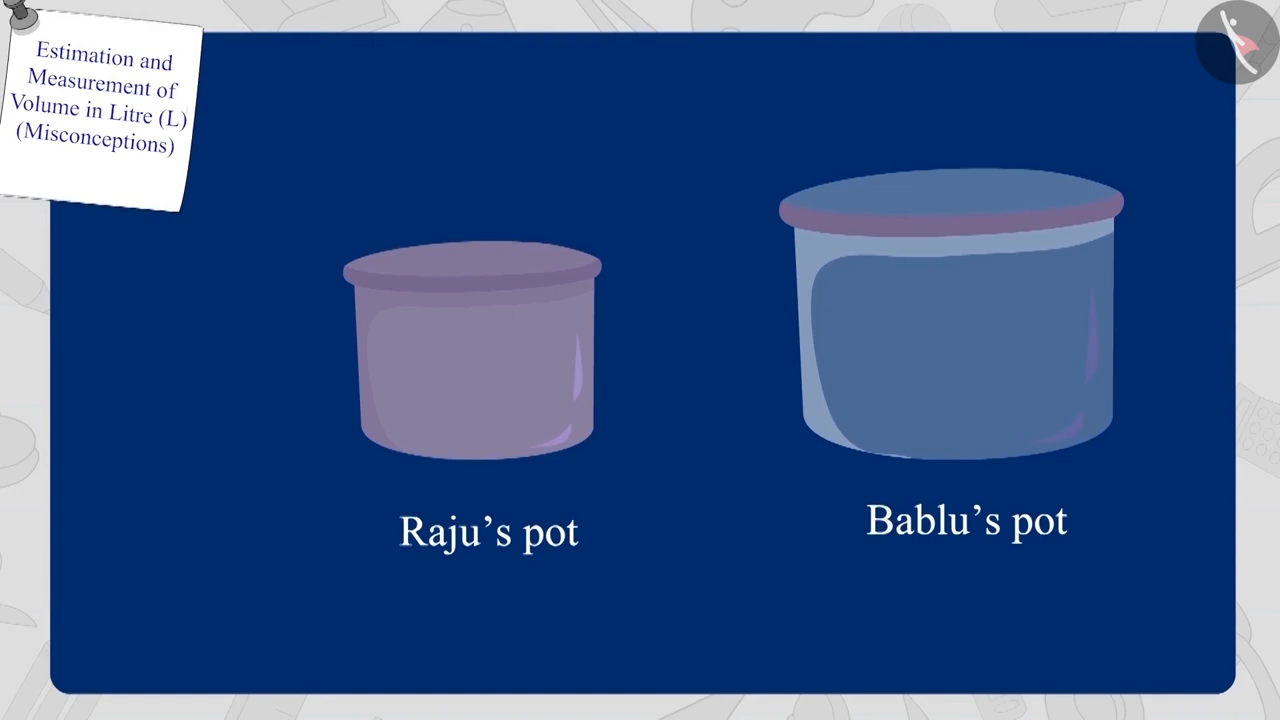 Estimation and
Measurement of
Volume in Litre (L)
(Misconceptions)
Raju’s pot
Bablu’s pot